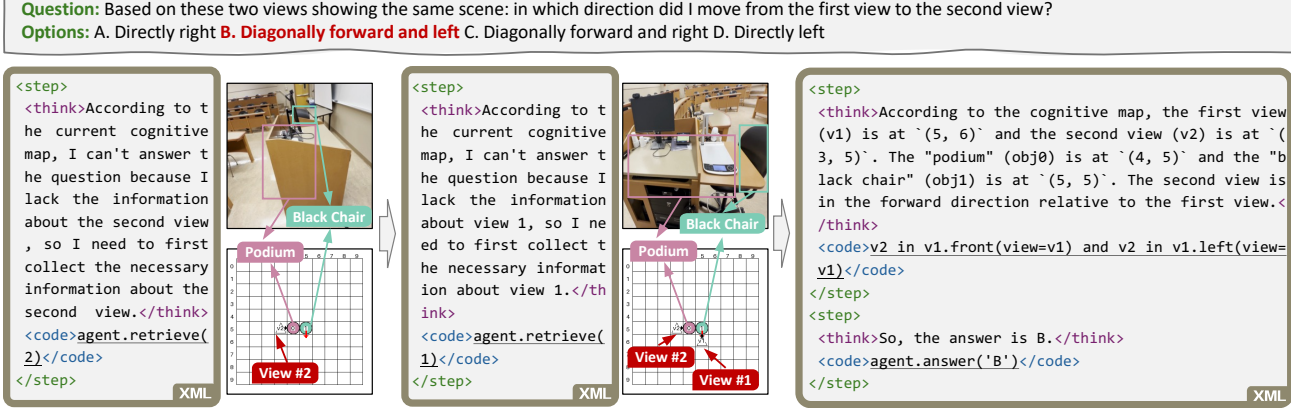 Question: Based on these two views showing the same scene: in which direction did I move from the first view to the second view?
Options: A. Directly right B. Diagonally forward and left C. Diagonally forward and right D. Directly left
<step>
<think>According to t
he current cognitive
map, I can't answer t
he question because I
lack the information
about the second view
, so I need to first
collect the necessary
information about the
second view.</think>
<code>agent.retrieve(
2)</code>
</step>
XML
Black Chair
Podium
View #2
<step>
<think>According to t
he current cognitive
map, I can't answer t
he question because I
lack the information
about view 1, so I ne
ed to first collect t
he necessary informat
ion about view 1.</th
ink>
<code>agent.retrieve(
1)</code>
</step>
XML
Black Chair
Podium
View #2
View #1
<step>
<think>According to the cognitive map, the first view
(v1) is at `(5, 6)` and the second view (v2) is at `(
3, 5)`. The "podium" (obj0) is at `(4, 5)` and the "b
lack chair" (obj1) is at `(5, 5)`. The second view is
in the forward direction relative to the first view.<
/think>
<code>v2 in v1.front(view=v1) and v2 in v1.left(view=
v1)</code>
</step>
<step>
<think>So, the answer is B.</think>
<code>agent.answer('B')</code>
</step>
XML